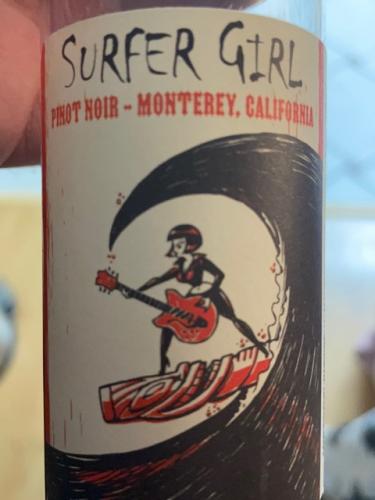 SURFER GIRL
PINOT NOIR - MONTEREY, CALIFORNIA